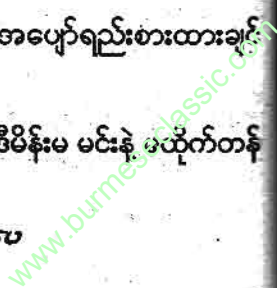 အပျော်ရည်းစားထားချင်
ဒီမိန်းမ မင်းနဲ့ မထိုက်တန်
www.burmeseclassic.com